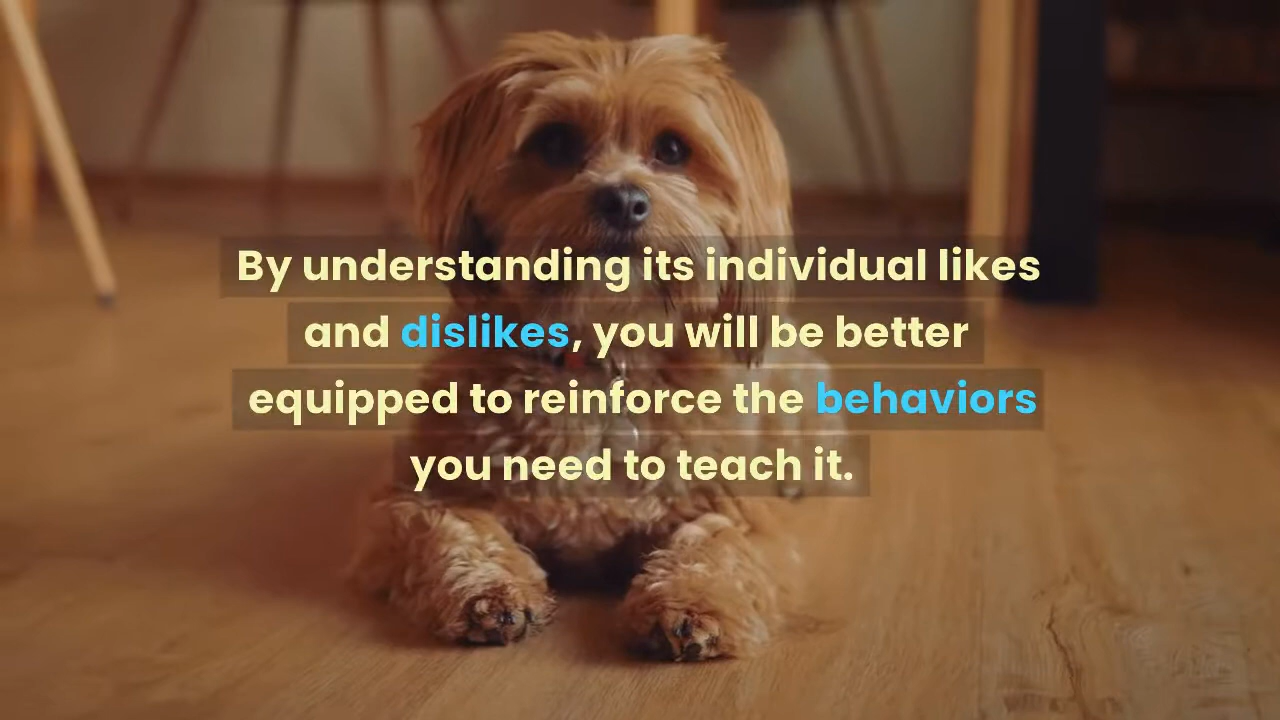 By understanding its individual likes
and dislikes, you will be better
equipped to reinforce the behaviors
you need to teach it.